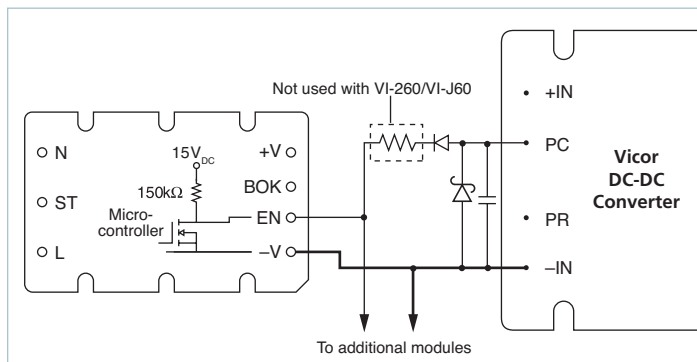 Not used with VI-260/VI-J60
N
ST
L
15VDC
150kΩ
Micro-
controller
+V
BOK
EN
–V
+IN
PC
PR
–IN
Vicor
DC-DC
Converter
To additional modules